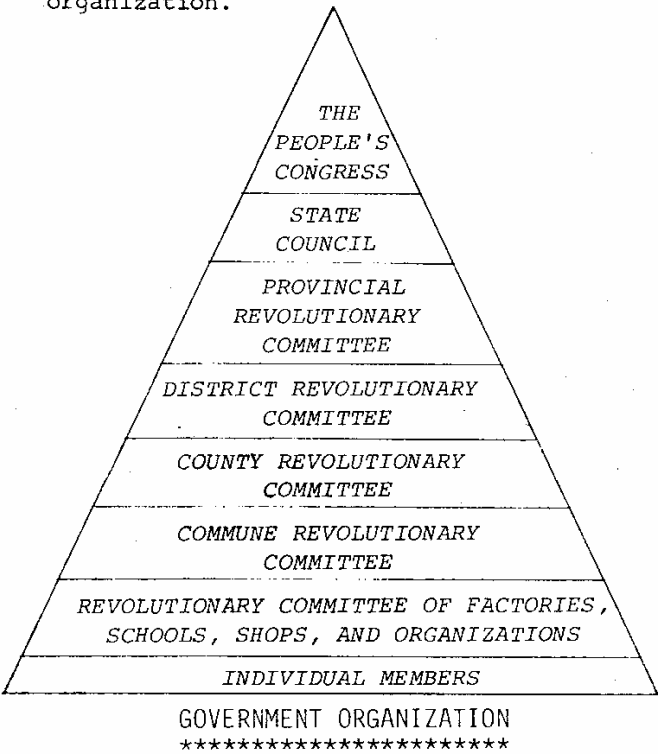 organization.
THE
PEOPLE'S
CONGRESS
STATE
COUNCIL
PROVINCIAL
REVOLUTIONARY
COMMITTEE
DISTRICT REVOLUTIONARY
COMMITTEE
COUNTY REVOLUTIONARY
COMMITTEE
COMMUNE REVOLUTIONARY
COMMITTEE
REVOLUTIONARY COMMITTEE OF FACTORIES,
SCHOOLS, SHOPS, AND ORGANIZATIONS
INDIVIDUAL MEMBERS
GOVERNMENT ORGANIZATION
***********************